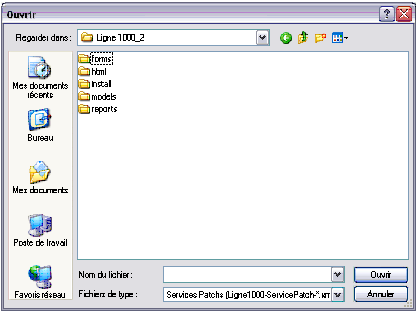 Ouvrir
Regarder dans :
Ligne 1000_2
forms
html
install
models
reports
Mes documents
récents
Bureau
Mes documents
Poste de travail
Favoris réseau
Nom du fichier :
Ouvrir
Fichiers de type :
Services Patchs (Ligne1000-ServicePatch-*.xm
Annuler